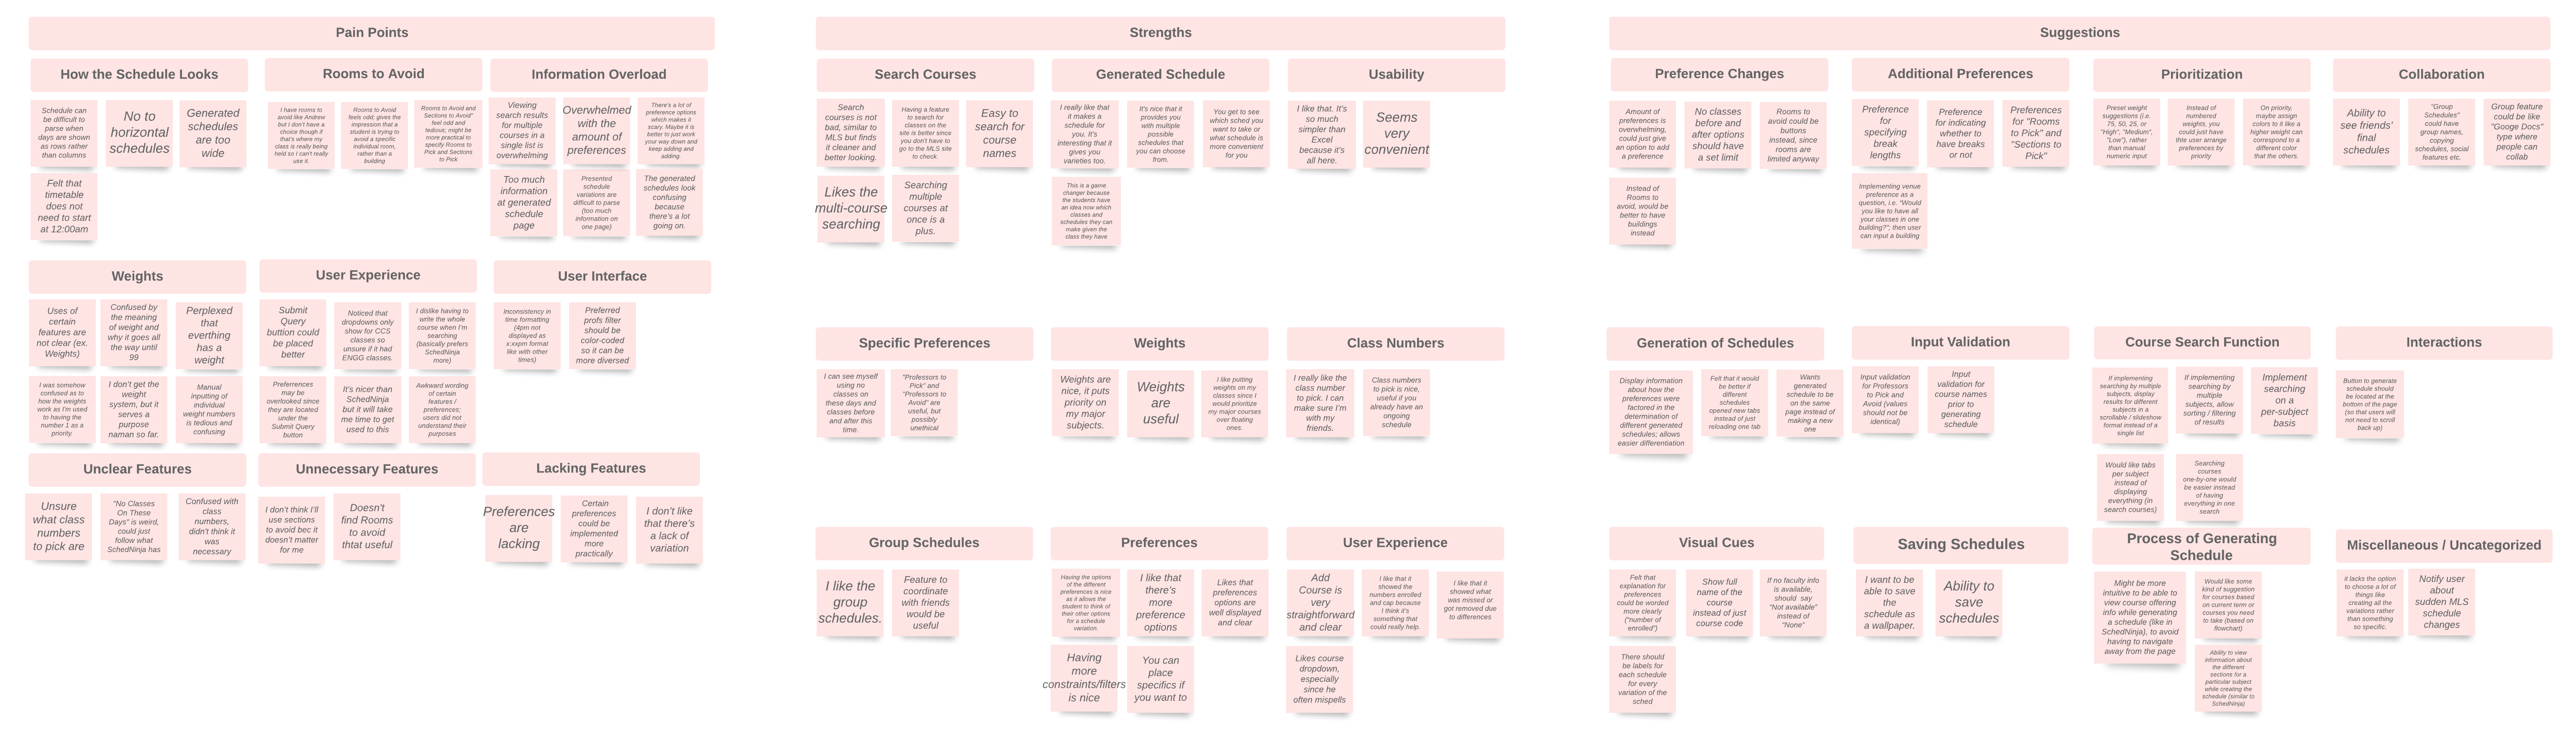 Pain Points
How the Schedule Looks
Schedule can
be difficult to
parse when
days are shown
as rows rather
than columns
No to
horizontal
schedules
Generated
schedules
are too
wide
Felt that
timetable
does not
need to start
at 12:00am
Rooms to Avoid
I have rooms to
avoid like Andrew
but I don't have a
choice though if
that's where my
class is really being
held so I can't really
use it.
Rooms to Avoid
feels odd; gives the
impression that a
student is trying to
avoid a specific
individual room,
rather than a
building
Rooms to Avoid and
Sections to Avoid"
feel odd and
tedious; might be
more practical to
specify Rooms to
Pick and Sections
to Pick
Information Overload
Viewing
search results
for multiple
courses in a
single list is
overwhelming
Overwhelmed
with the
amount of
preferences
There's a lot of
preference options
which makes it
scary. Maybe it is
better to just work
your way down and
keep adding and
adding.
Too much
information
at generated
schedule
page
Presented
schedule
variations are
difficult to parse
(too much
information on
one page)
The generated
schedules look
confusing
because
there's a lot
going on.
Weights
Uses of
certain
features are
not clear (ex.
Weights)
Confused by
the meaning
of weight and
why it goes all
the way until
99
Perplexed
that
everthing
has a
weight
I was somehow
confused as to
how the weights
work as I'm used
to having the
number 1 as a
priority.
I don't get the
weight
system, but it
serves a
purpose
naman so far.
Manual
inputing of
individual
weight numbers
is tedious and
confusing
User Experience
Submit
Query
buttion could
be placed
better
Noticed that
dropdowns only
show for CCS
classes so
unsure if it had
ENGG classes.
I dislike having to
write the whole
course when I'm
searching
(basically prefers
SchedNinja
more)
Preferrences
may be
overlooked since
they are located
under the
Submit Query
button
It's nicer than
SchedNinja
but it will take
me time to get
used to this
Awkward wording
of certain
features /
preferences;
users did not
understand their
purposes
User Interface
Inconsistency in
time formatting
(4pm not
displayed as
x:xxpm format
like with other
times)
Preferred
profs filter
should be
color-coded
so it can be
more diversed
Unclear Features
Unsure
what class
numbers
to pick are
"No Classes
On These
Days" is weird,
could just
follow what
SchedNinja has
Confused with
class
numbers,
didn't think it
was
necessary
Unnecessary Features
I don't think I'll
use sections
to avoid bec it
doesn't matter
for me
Doesn't
find Rooms
to avoid
thtat useful
Lacking Features
Preferences
are
lacking
Certain
preferences
could be
implemented
more
practically
I don't like
that there's
a lack of
variation
Strengths
Search Courses
Search
courses is not
bad, similar to
MLS but finds
it cleaner and
better looking.
Having a feature
to search for
classes on the
site is better since
you don't have to
go to the MLS site
to check.
Easy to
search for
course
names
Likes the
multi-course
searching
Searching
multiple
courses at
once is a
plus.
Generated Schedule
I really like that
it makes a
schedule for
you. It's
interesting that it
gives you
varieties too.
It's nice that it
provides you
with multiple
possible
schedules that
you can choose
from.
You get to see
which sched you
want to take or
what schedule is
more convenient
for you
This is a game
changer because
the students have
an idea now which
classes and
schedules they can
make given the
class they have
Usability
I like that. It's
so much
simpler than
Excel
because it's
all here.
Seems
very
convenient
Specific Preferences
I can see myself
using no
classes on
these days and
classes before
and after this
time.
"Professors to
Pick" and
"Professors to
Avoid" are
useful, but
possibly
unethical
Weights
Weights are
nice, it puts
priority on
my major
subjects.
Weights
are
useful
I like putting
weights on my
classes since I
would prioritize
my major courses
over floating
ones.
Class Numbers
I really like the
class number
to pick. I can
make sure I'm
with my
friends.
Class numbers
to pick is nice,
useful if you
already have an
ongoing
schedule
Group Schedules
I like the
group
schedules.
Feature to
coordinate
with friends
would be
useful
Preferences
Having the options
of the different
preferences is nice
as it allows the
student to think of
their other options
for a schedule
variation.
I like that
there's
more
preference
options
Likes that
preferences
options are
well displayed
and clear
Having
more
constraints/filters
is nice
You can
place
specifics if
you want to
User Experience
Add
Course is
very
straightforward
and clear
I like that it
showed the
numbers enrolled
and cap because
I think it's
something that
could really help.
I like that it
showed what
was missed or
got removed due
to differences
Likes course
dropdown,
especially
since he
often mispells
Suggestions
Preference Changes
Amount of
preferences is
overwhelming,
could just give
an option to add
a preference
No classes
before and
after options
should have
a set limit
Rooms to
avoid could be
buttons
instead, since
rooms are
limited anyway
Instead of
Rooms to
avoid, would be
better to have
buildings
instead
Additional Preferences
Preference
for
specifying
break
lengths
Preference
for indicating
whether to
have breaks
or not
Preferences
for "Rooms
to Pick" and
"Sections to
Pick"
Implementing venue
preference as a
question, i.e. "Would
you like to have all
your classes in one
building?"; then user
can input a building
Prioritization
Preset weight
suggestions (i.e.
75, 50, 25, or
"High", "Medium",
"Low"), rather
than manual
numeric input
Instead of
numbered
weights, you
could just have
the user arrange
preferences by
priority
On priority,
maybe assign
colors to it like a
higher weight can
correspond to a
different color
that the others.
Collaboration
Ability to
see friends'
final
schedules
"Group
Schedules"
could have
group names,
copying
schedules, social
features etc.
Group feature
could be like
"Googe Docs"
type where
people can
collab
Generation of Schedules
Display information
about how the
preferences were
factored in the
determination of
different generated
schedules; allows
easier differentiation
Felt that it would
be better if
different
schedules
opened new tabs
instead of just
reloading one tab
Wants
generated
schedule to be
on the same
page instead of
making a new
one
Input Validation
Input validation
for Professors
to Pick and
Avoid (values
should not be
identical)
Input
validation for
course names
prior to
generating
schedule
Course Search Function
If implementing
searching by multiple
subjects, display
results for different
subjects in a
scrollable / slideshow
format instead of a
single list
If implementing
searching by
multiple
subjects, allow
sorting / filtering
of results
Implement
searching
on a
per-subject
basis
Would like tabs
per subject
instead of
displaying
everything (in
search courses)
Searching
courses
one-by-one would
be easier instead
of having
everything in one
search
Interactions
Button to generate
should be located
at the bottom of
the page
(so that users will
not need to scroll
back up)
Visual Cues
Felt that
explanation for
preferences
could be worded
more clearly
("number of
enrolled")
Show full
name of the
course
instead of just
course code
If no faculty info
is available,
should say
"Not available"
instead of
"None"
There should
be labels for
each schedule
for every
variation of the
sched
Saving Schedules
I want to be
able to save
the
schedule as
a wallpaper.
Ability to
save
schedules
Process of Generating
Schedule
Might be more
intuitive to be able to
view course offering
info while generating
a schedule (like in
SchedNinja), to avoid
having to navigate
away from the page
Would like some
kind of suggestion
for courses based
on current term or
courses you need
to take (based on
flowchart)
Ability to view
information about
the different
sections for a
particular subject
while creating the
schedule (similar to
SchedNinja)
Miscellaneous / Uncategorized
it lacks the option
to choose a lot of
things like
creating all the
variations rather
than something
so specific.
Notify user
about
sudden MLS
schedule
changes